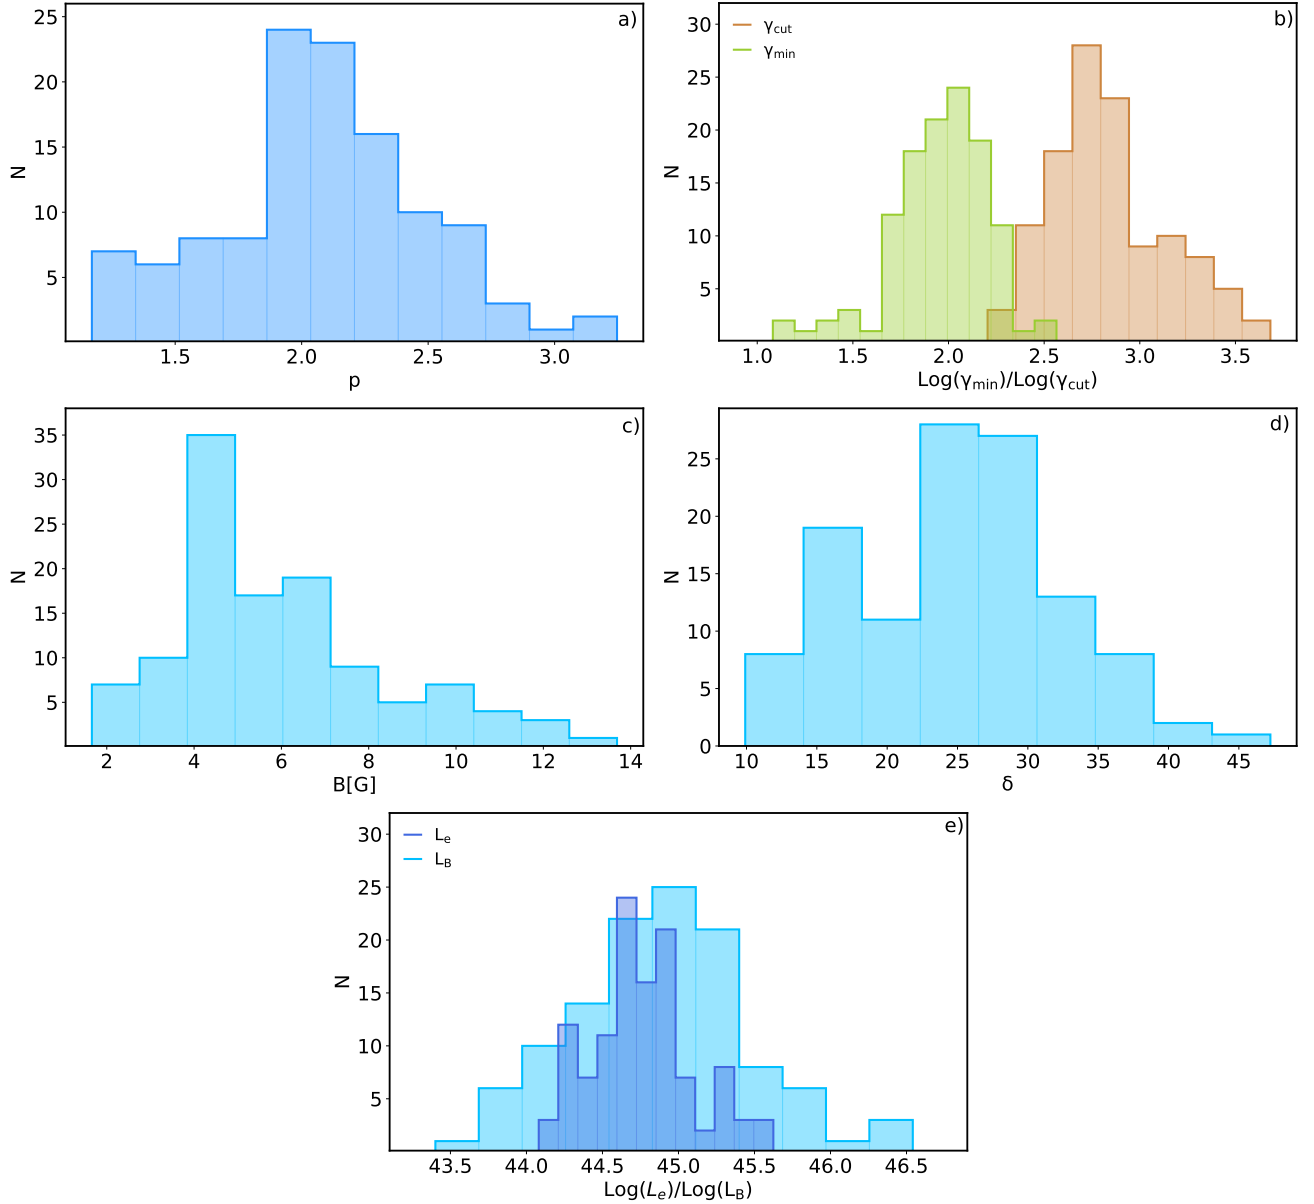 a)
25
20
15
10
5
N
1.5 2.0 2.5 3.0
p
b)
γcut
γmin
30
25
20
15
10
5
N
1.0 1.5 2.0 2.5 3.0 3.5
Log(γmin)/Log(γcut)
c)
35
30
25
20
15
10
5
N
2 4 6 8 10 12 14
B[G]
d)
25
20
15
10
5
0
N
10 15 20 25 30 35 40 45
δ
e)
Le
LB
30
25
20
15
10
5
N
43.5 44.0 44.5 45.0 45.5 46.0 46.5
Log(Le)/Log(LB)